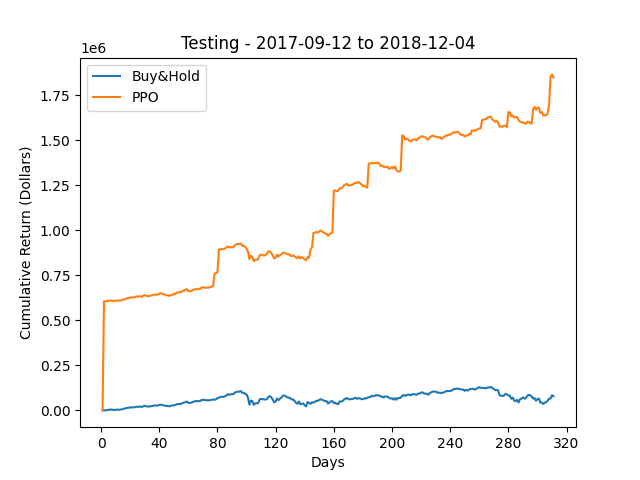 Testing - 2017-09-12 to 2018-12-04
1e6
Buy&Hold
PPO
Cumulative Return (Dollars)
1.75
1.50
1.25
1.00
0.75
0.50
0.25
0.00
0 40 80 120 160 200 240 280 320
Days